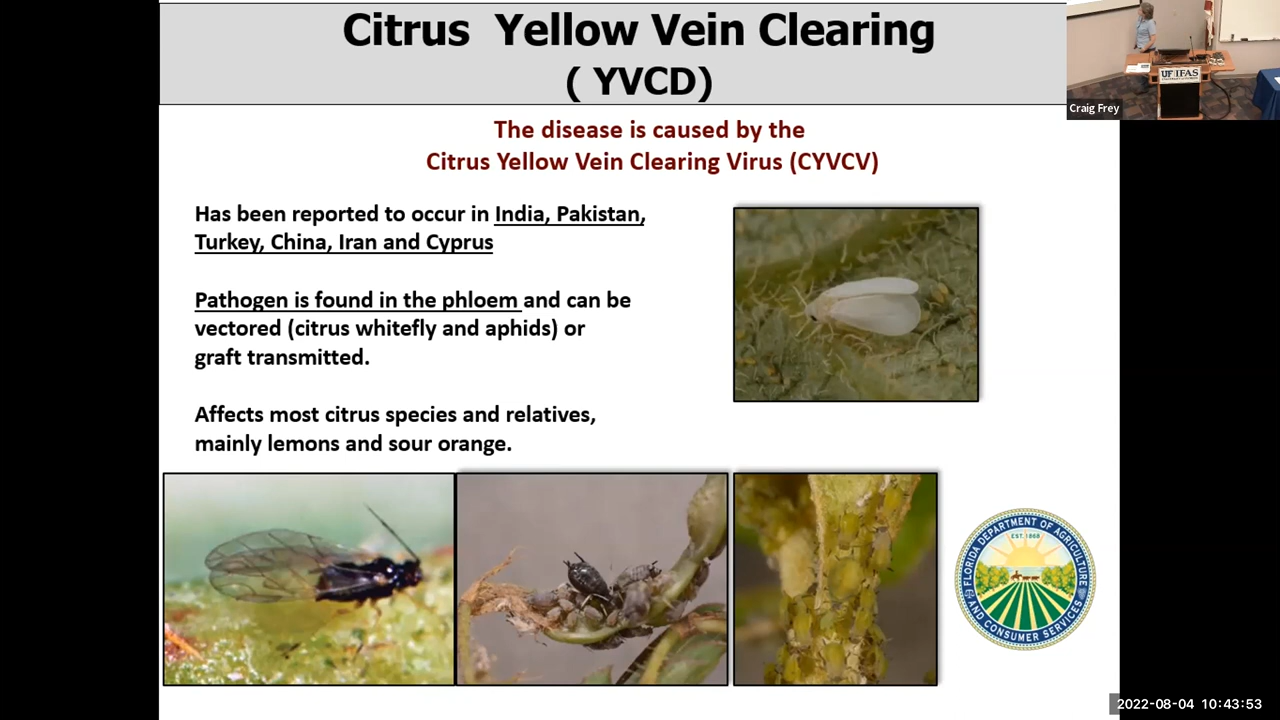 Citrus  Yellow Vein Clearing
( YVCD)
The disease is caused by the
Citrus Yellow Vein Clearing Virus (CYVCV)
Has been reported to occur in India, Pakistan,
Turkey, China, Iran and Cyprus
Pathogen is found in the phloem and can be
vectored (citrus whitefly and aphids) or
graft transmitted.
Affects most citrus species and relatives,
mainly lemons and sour orange.
FLORIDA DEPARTMENT OF AGRICULTURE
AND CONSUMER SERVICES
EST. 1868
UF IFAS
Craig Frey
2022-08-04 10:43:53